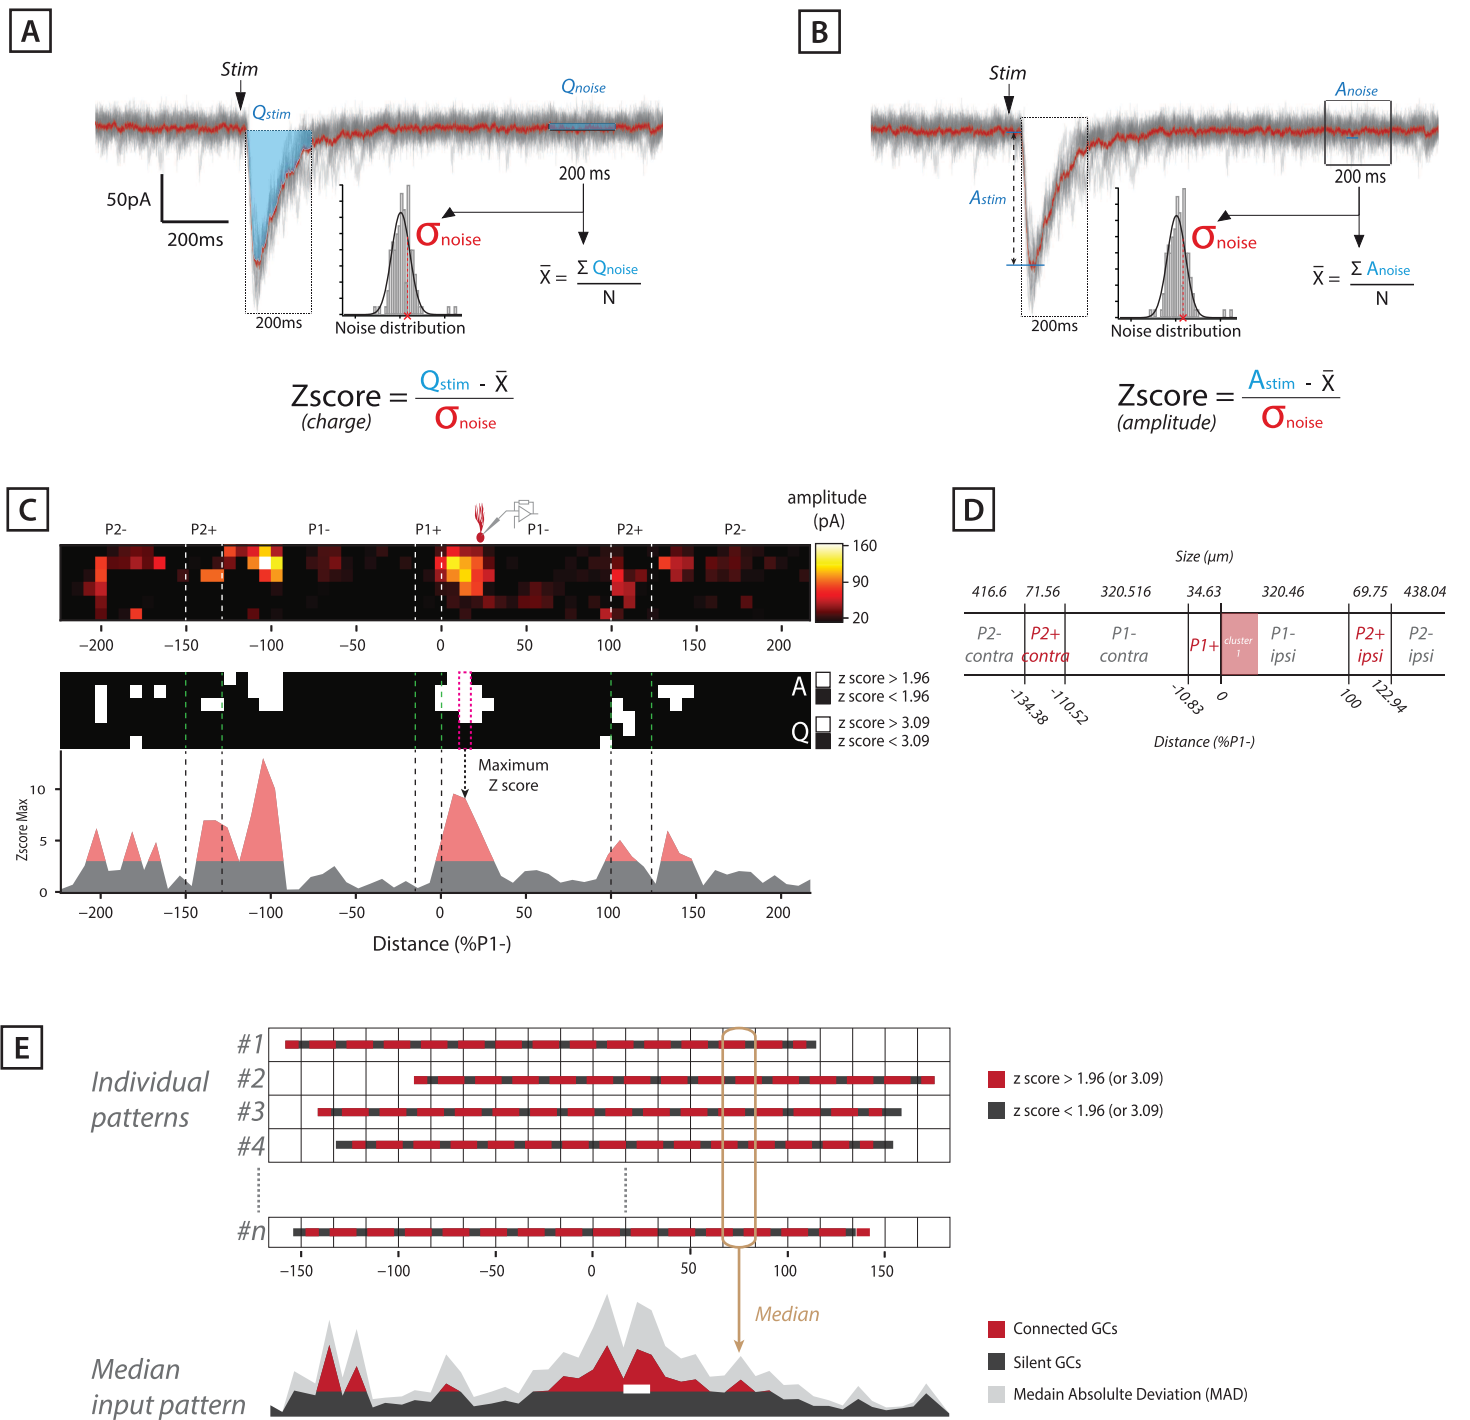 A
Stim
Qstim
Qnoise
50pA
200ms
200 ms
σnoise
X̄ = Σ Qnoise
N
200ms
Noise distribution
Zscore = Qstim - X̄
(charge) σnoise
B
Stim
Anoise
Astim
200 ms
σnoise
X̄ = Σ Anoise
N
200ms
Noise distribution
Zscore = Astim - X̄
(amplitude) σnoise
C
P2- P2+ P1- P1+ P1- P2+ P2-
amplitude
(pA)
160
90
20
−200 −150 −100 −50 0 50 100 150 200
A
Q
z score > 1.96
z score < 1.96
z score > 3.09
z score < 3.09
Maximum
Z score
Zscore Max
10
5
0
−200 −150 −100 −50 0 50 100 150 200
Distance (%P1-)
D
Size (μm)
416.6 71.56 320.516 34.63 320.46 69.75 438.04
P2- P2+ P1- P1+ cluster P1- P2+ P2-
contra contra contra 1 ipsi ipsi ipsi
-134.38 -110.52 -10.83 0 100 122.94
Distance (%P1-)
E
Individual
patterns
#1
#2
#3
#4
#n
z score > 1.96 (or 3.09)
z score < 1.96 (or 3.09)
−150 −100 −50 0 50 100 150
Median
Median
input pattern
Connected GCs
Silent GCs
Medain Absolulte Deviation (MAD)